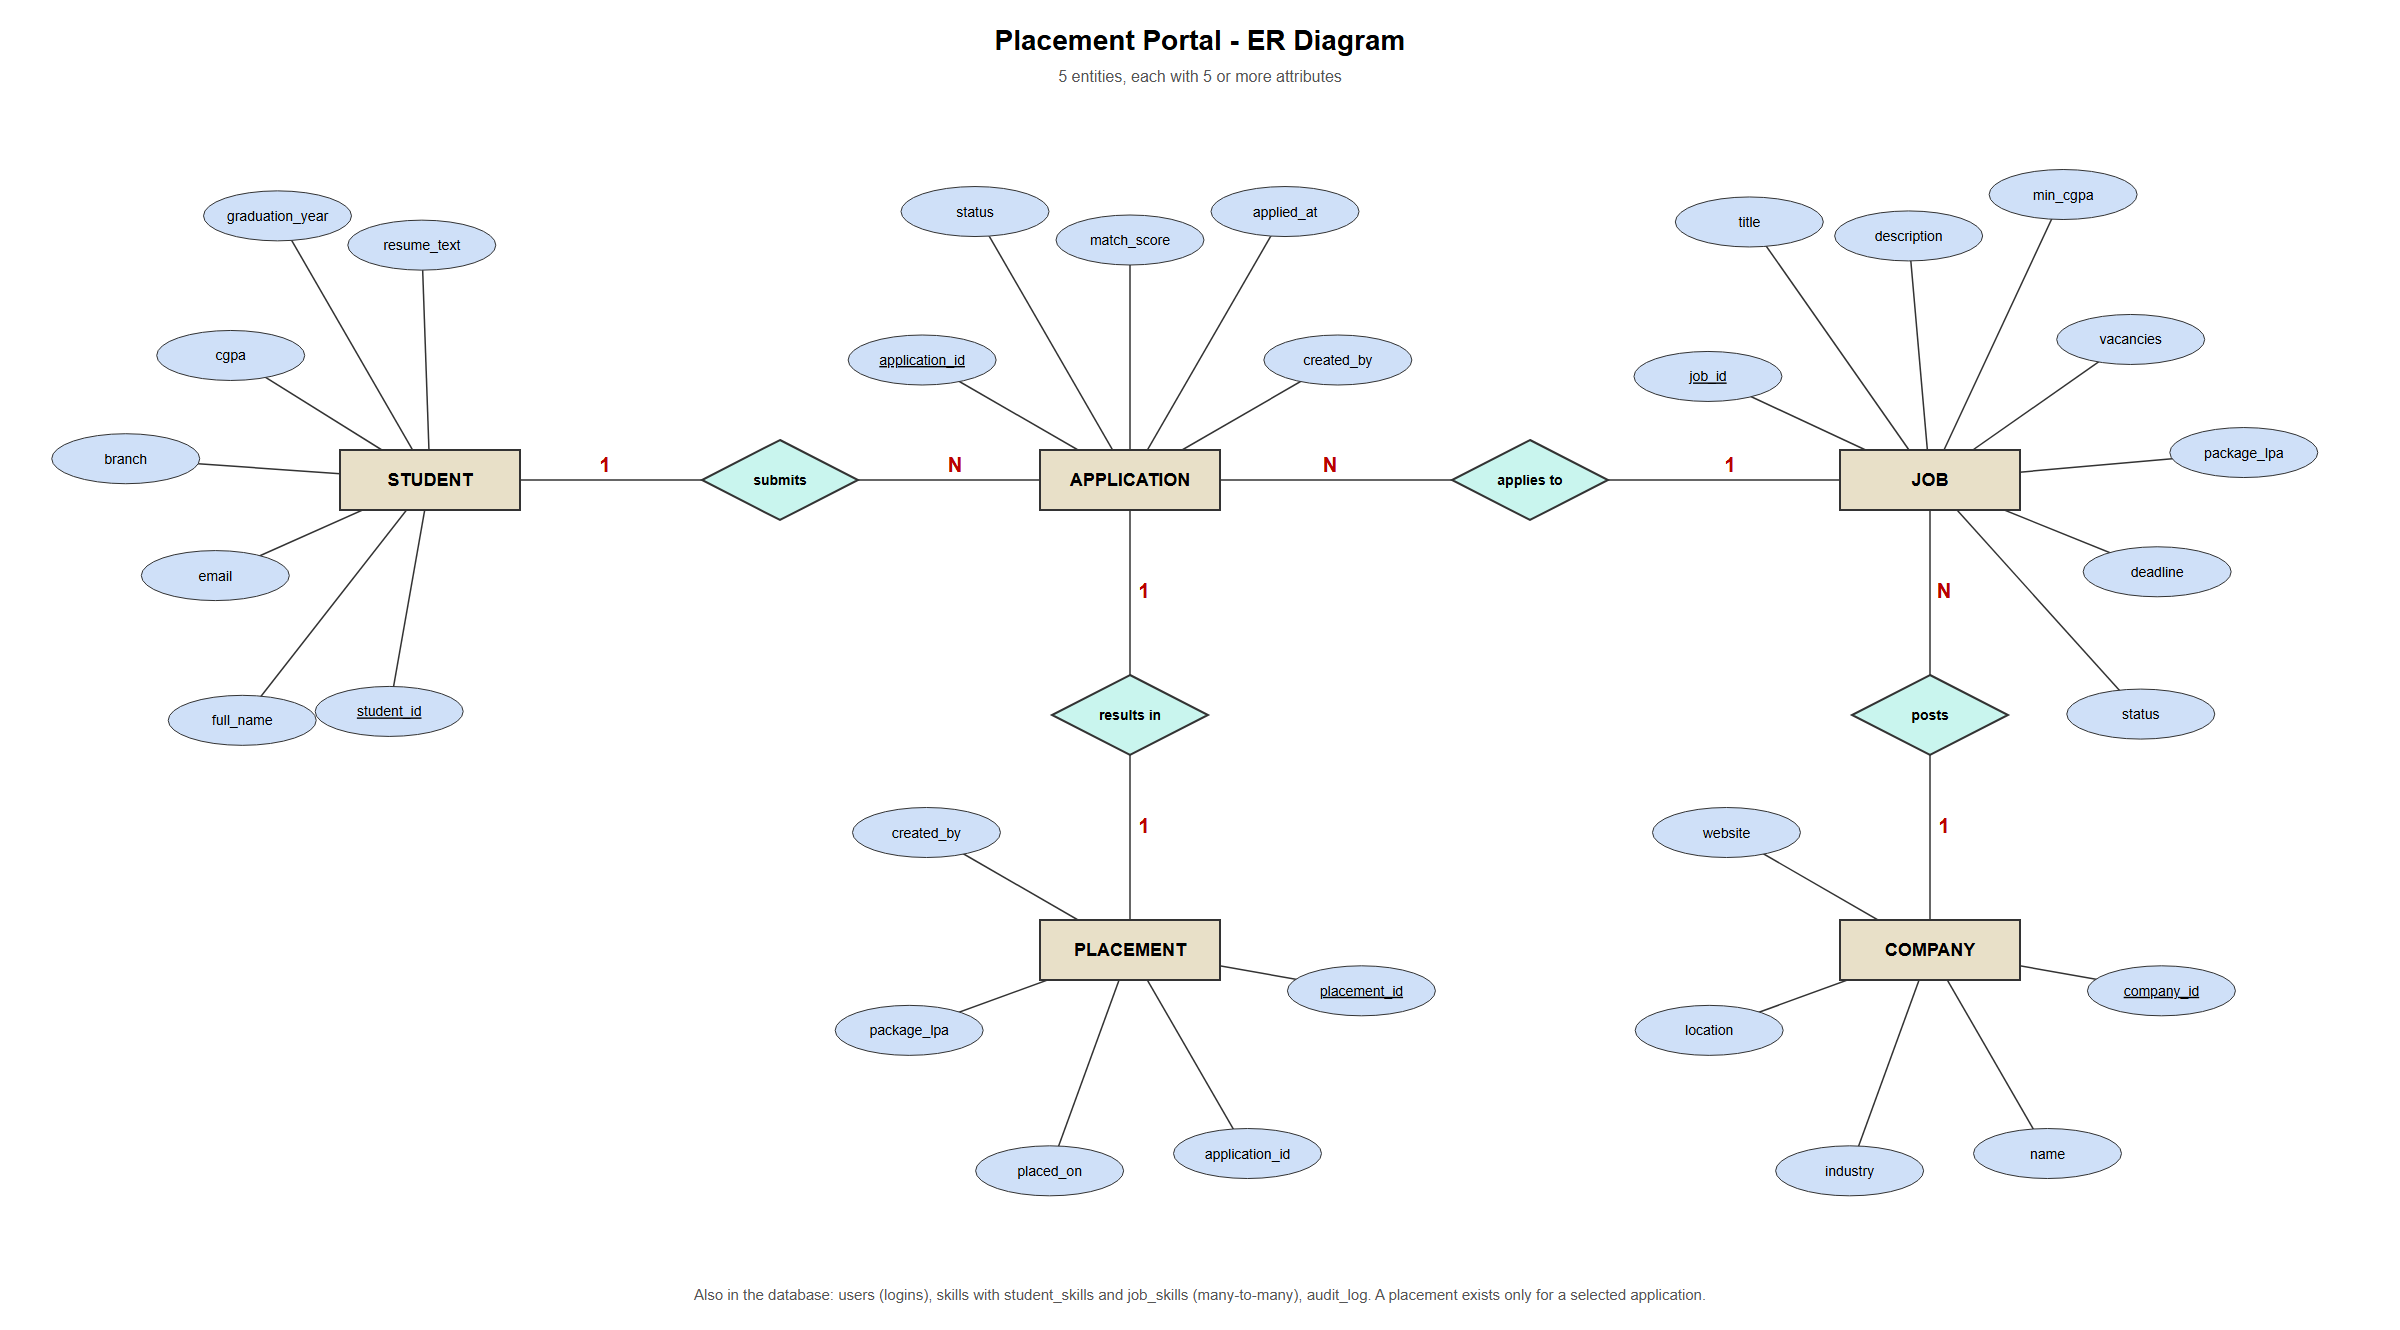 Placement Portal - ER Diagram
5 entities, each with 5 or more attributes
graduation_year
resume_text
cgpa
branch
email
full_name
student_id
STUDENT
1
submits
N
status
match_score
applied_at
application_id
created_by
APPLICATION
N
applies to
1
title
description
min_cgpa
vacancies
job_id
package_lpa
JOB
deadline
status
1
results in
1
N
posts
1
created_by
PLACEMENT
placement_id
package_lpa
placed_on
application_id
website
COMPANY
company_id
location
industry
name
Also in the database: users (logins), skills with student_skills and job_skills (many-to-many), audit_log. A placement exists only for a selected application.